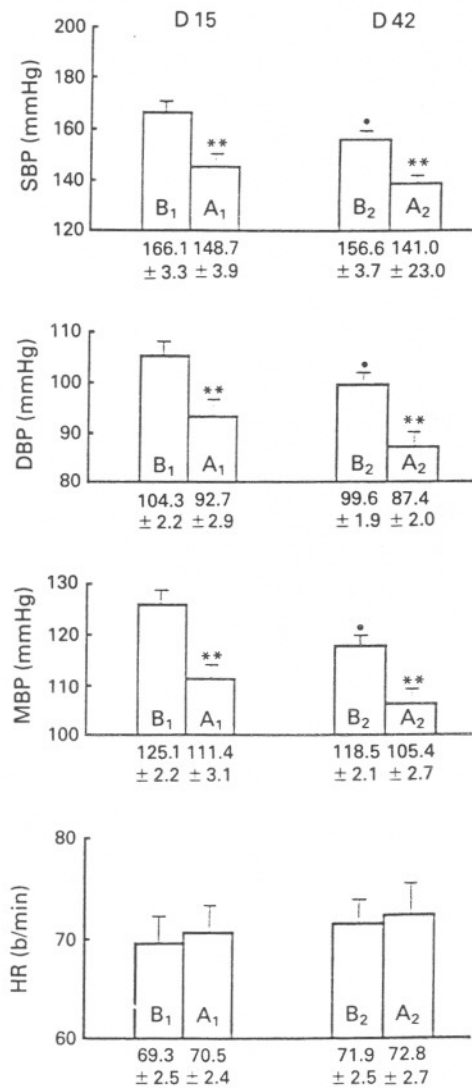 D 15 D 42
SBP (mmHg)
200
180
160
140
120
**
• **
B₁ A₁ B₂ A₂
166.1 148.7 156.6 141.0
± 3.3 ± 3.9 ± 3.7 ± 23.0
DBP (mmHg)
110
100
90
80
**
• **
B₁ A₁ B₂ A₂
104.3 92.7 99.6 87.4
± 2.2 ± 2.9 ± 1.9 ± 2.0
MBP (mmHg)
130
120
110
100
**
• **
B₁ A₁ B₂ A₂
125.1 111.4 118.5 105.4
± 2.2 ± 3.1 ± 2.1 ± 2.7
HR (b/min)
80
70
60
B₁ A₁ B₂ A₂
69.3 70.5 71.9 72.8
± 2.5 ± 2.4 ± 2.5 ± 2.7